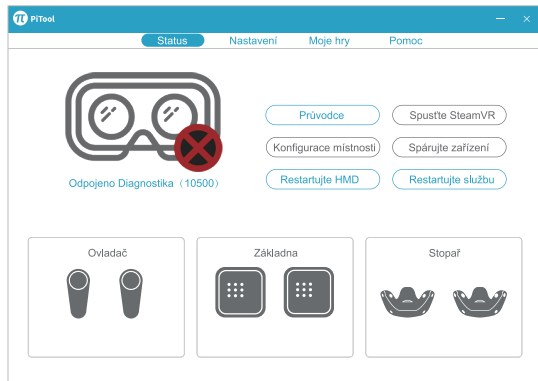 PiTool
Status Nastavení Moje hry Pomoc
Průvodce Spusťte SteamVR
Konfigurace místnosti Spárujte zařízení
Odpojeno Diagnostika（10500） Restartujte HMD Restartujte službu
Ovladač Základna Stopař